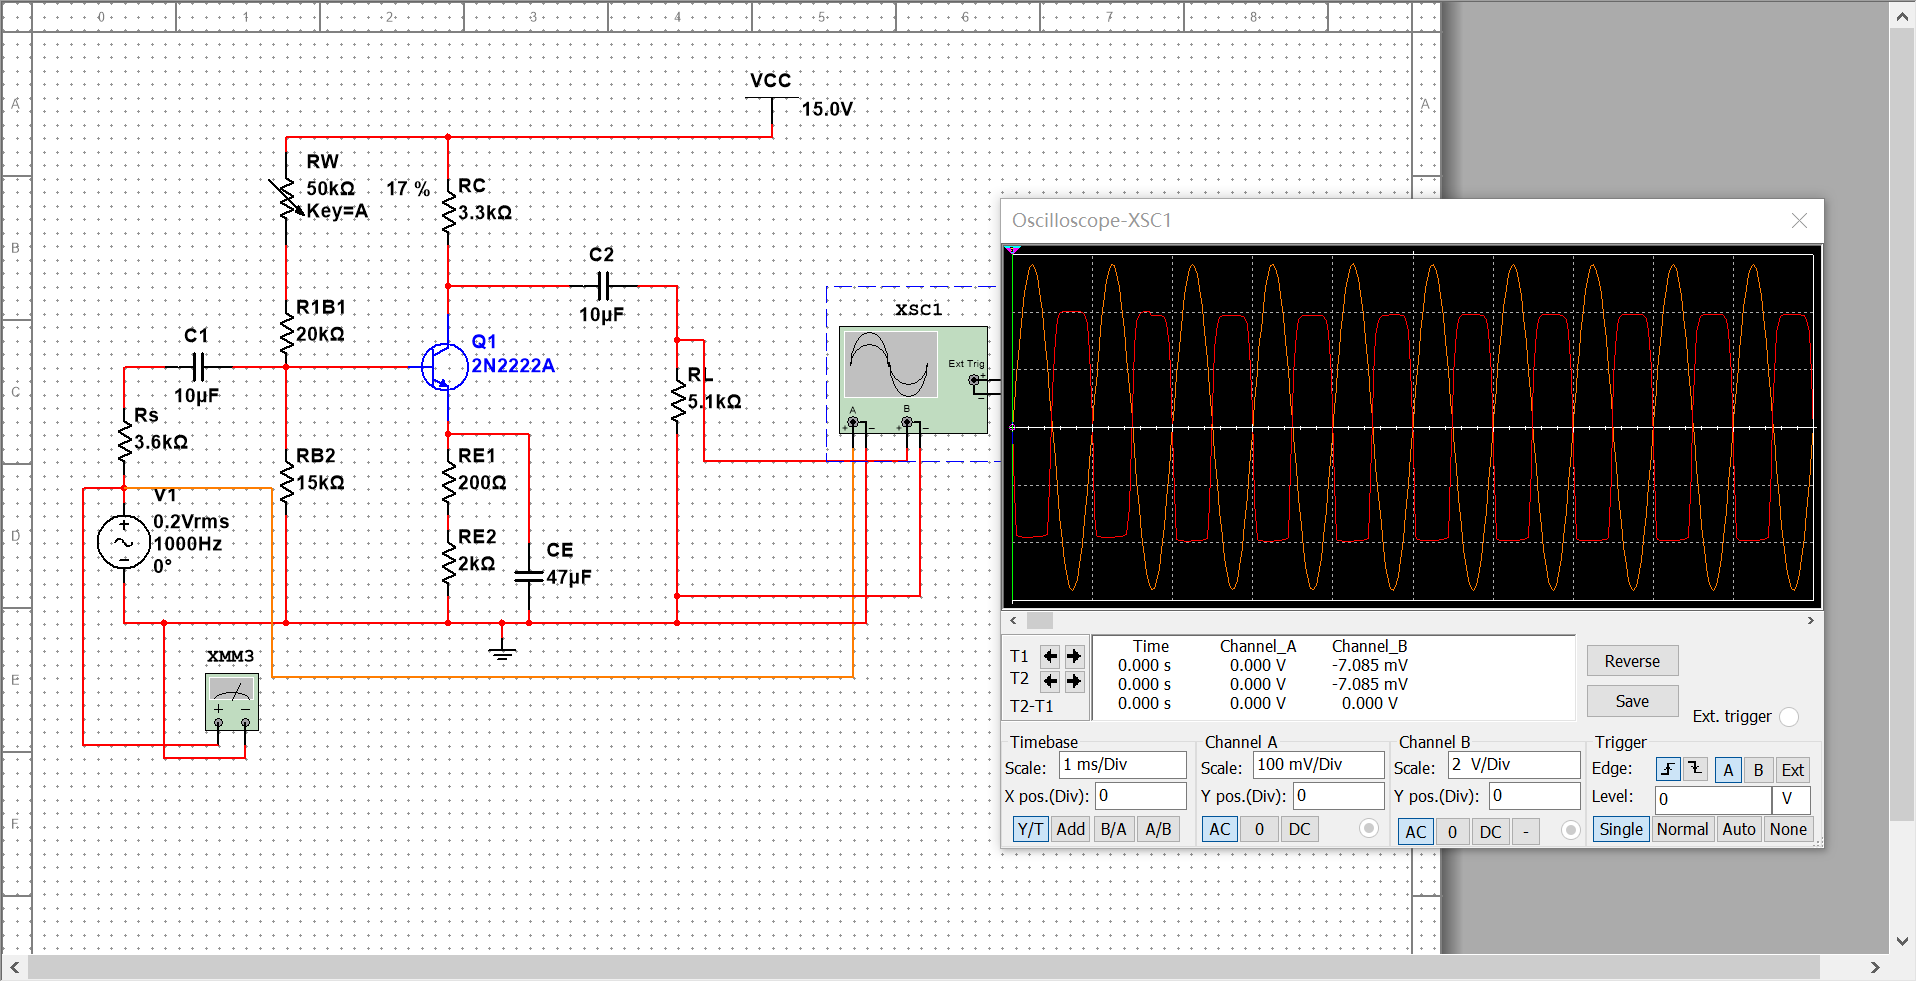 0 1 2 3 4 5 6 7 8
A A
B
C
D
E
F
VCC
15.0V
RW
50kΩ 17 %
Key=A
RC
3.3kΩ
C2
10µF
R1B1
20kΩ
C1
10µF
Q1
2N2222A
Rs
3.6kΩ
RL
5.1kΩ
RB2
15kΩ
RE1
200Ω
V1
0.2Vrms
1000Hz
0°
RE2
2kΩ
CE
47µF
XMM3
+ −
XSC1
Ext Trig
+
−
A B
+ − + −
Oscilloscope-XSC1
Time Channel_A Channel_B
T1 0.000 s 0.000 V -7.085 mV
T2 0.000 s 0.000 V -7.085 mV
T2-T1 0.000 s 0.000 V 0.000 V
Reverse
Save
Ext. trigger
Timebase
Scale: 1 ms/Div
X pos.(Div): 0
Y/T Add B/A A/B
Channel A
Scale: 100 mV/Div
Y pos.(Div): 0
AC 0 DC
Channel B
Scale: 2 V/Div
Y pos.(Div): 0
AC 0 DC -
Trigger
Edge: A B Ext
Level: 0 V
Single Normal Auto None